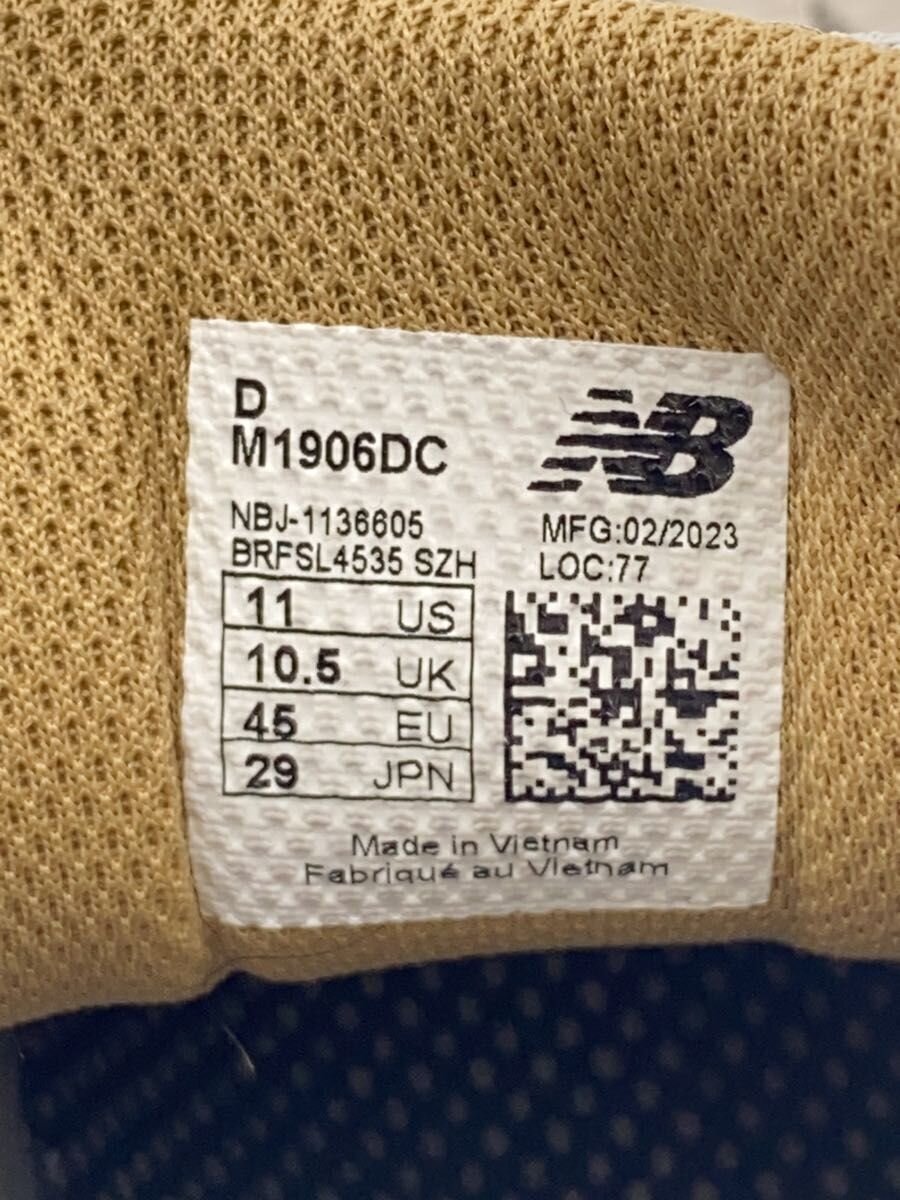 D
M1906DC
NB
NBJ-1136605
BRFSL4535 SZH
MFG:02/2023
LOC:77
11 US
10.5 UK
45 EU
29 JPN
Made in Vietnam
Fabriqué au Vietnam